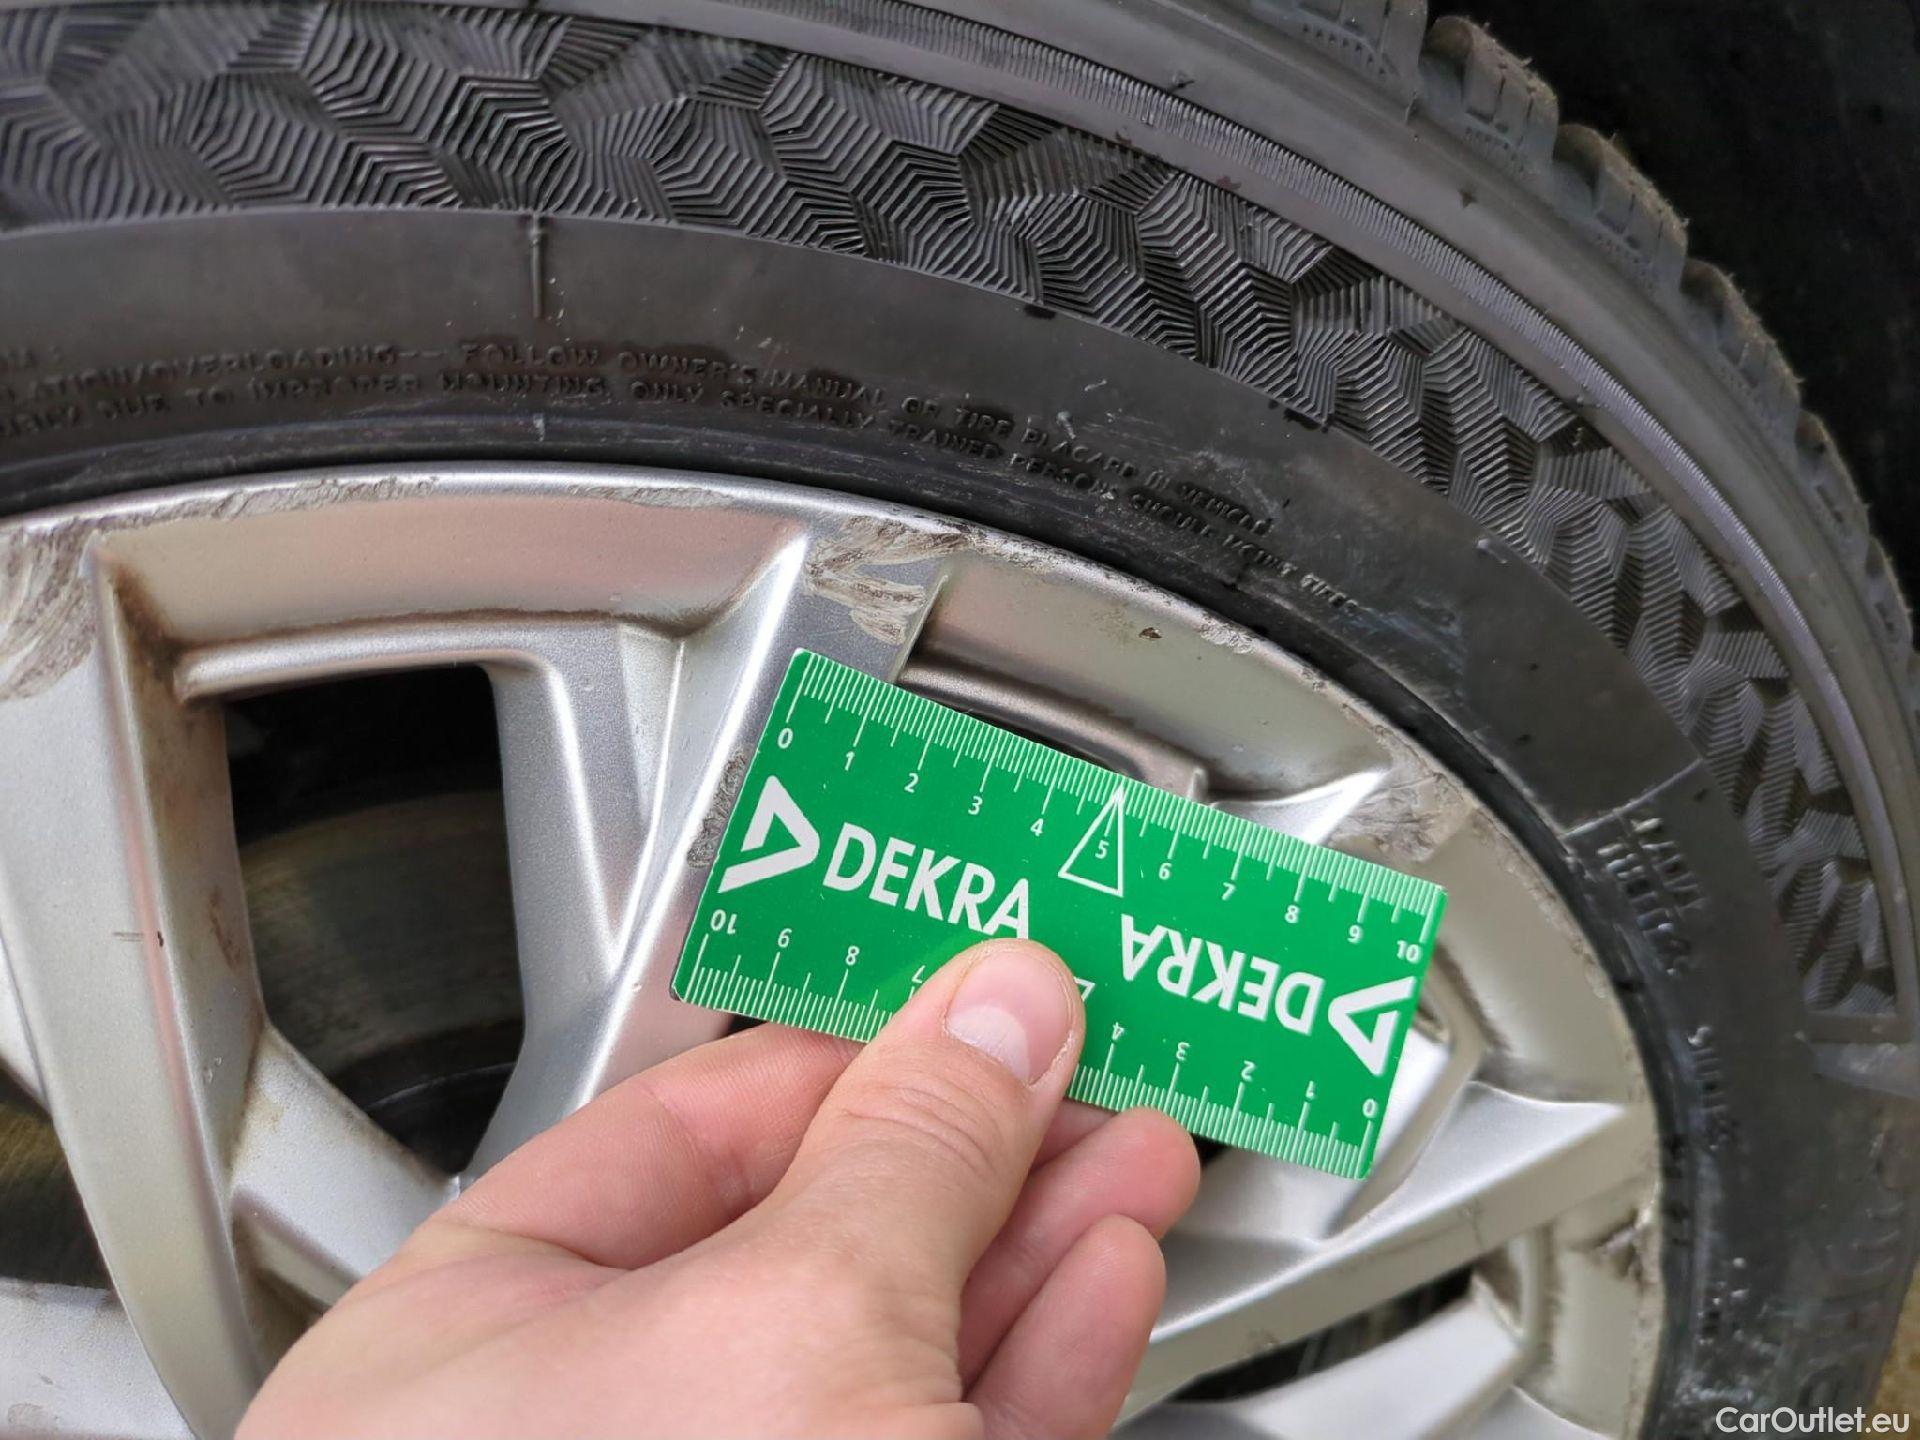 OVERLOADING-- FOLLOW OWNER'S MANUAL OR TIRE PLACARD IN VEHICLE
DUE TO IMPROPER MOUNTING. ONLY SPECIALLY TRAINED PERSONS SHOULD MOUNT TIRES
0 1 2 3 4 5 6 7 8 9 10
DEKRA
DEKRA
10 9 8 7 4 3 2 1 0
CarOutlet.eu